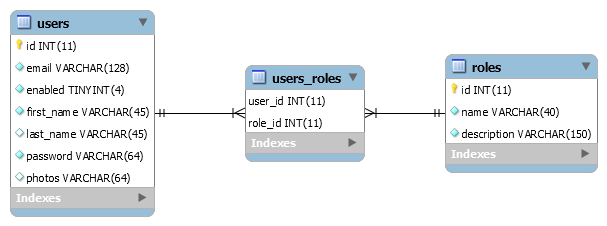 users
id INT(11)
email VARCHAR(128)
enabled TINYINT(4)
first_name VARCHAR(45)
last_name VARCHAR(45)
password VARCHAR(64)
photos VARCHAR(64)
Indexes
users_roles
user_id INT(11)
role_id INT(11)
Indexes
roles
id INT(11)
name VARCHAR(40)
description VARCHAR(150)
Indexes